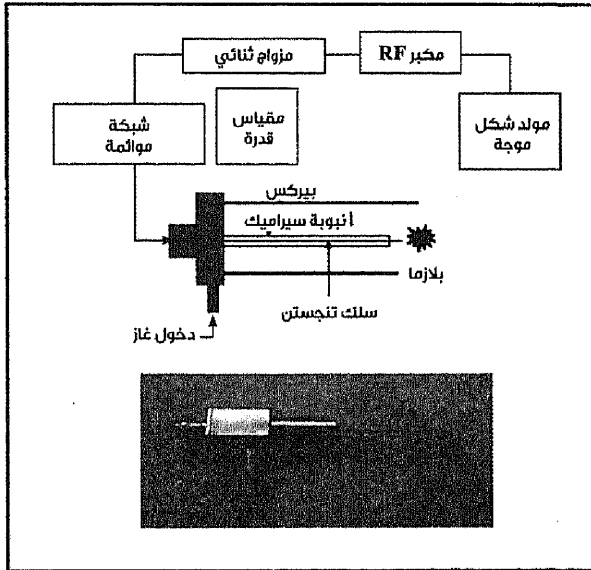 مزواج ثنائي
مكبر RF
شبكة
موائمة
مقياس
قدرة
مولد شكل
موجة
بيركس
أنبوبة سيراميك
بلازما
سلك تنجستن
دخول غاز